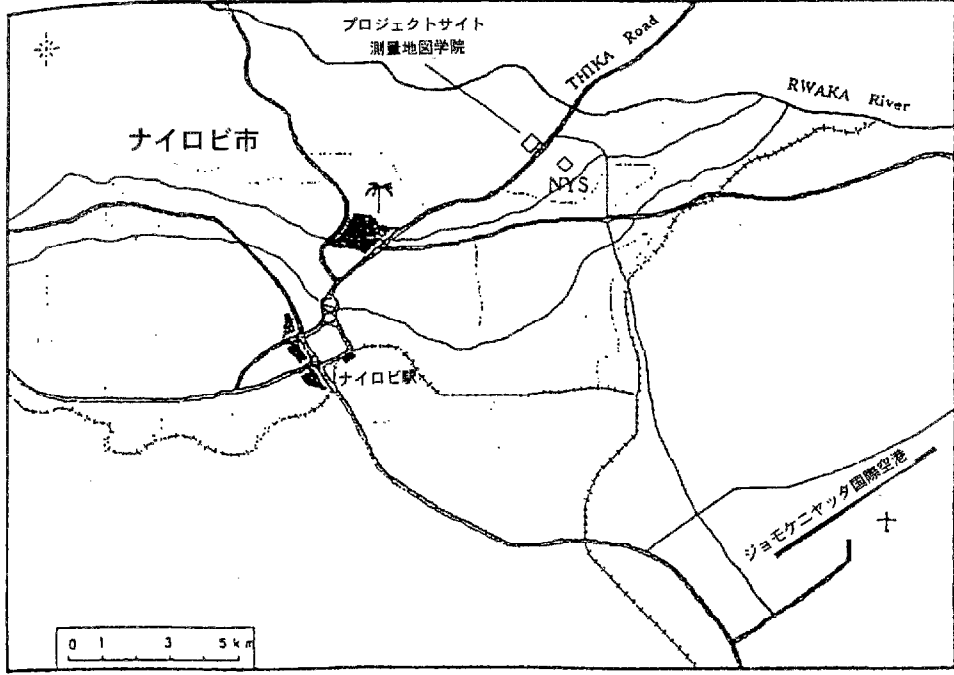 プロジェクトサイト
測量地図学院
THIKA Road
RWAKA River
ナイロビ市
NYS
ナイロビ駅
ジョモケニヤッタ国際空港
0 1 3 5 km